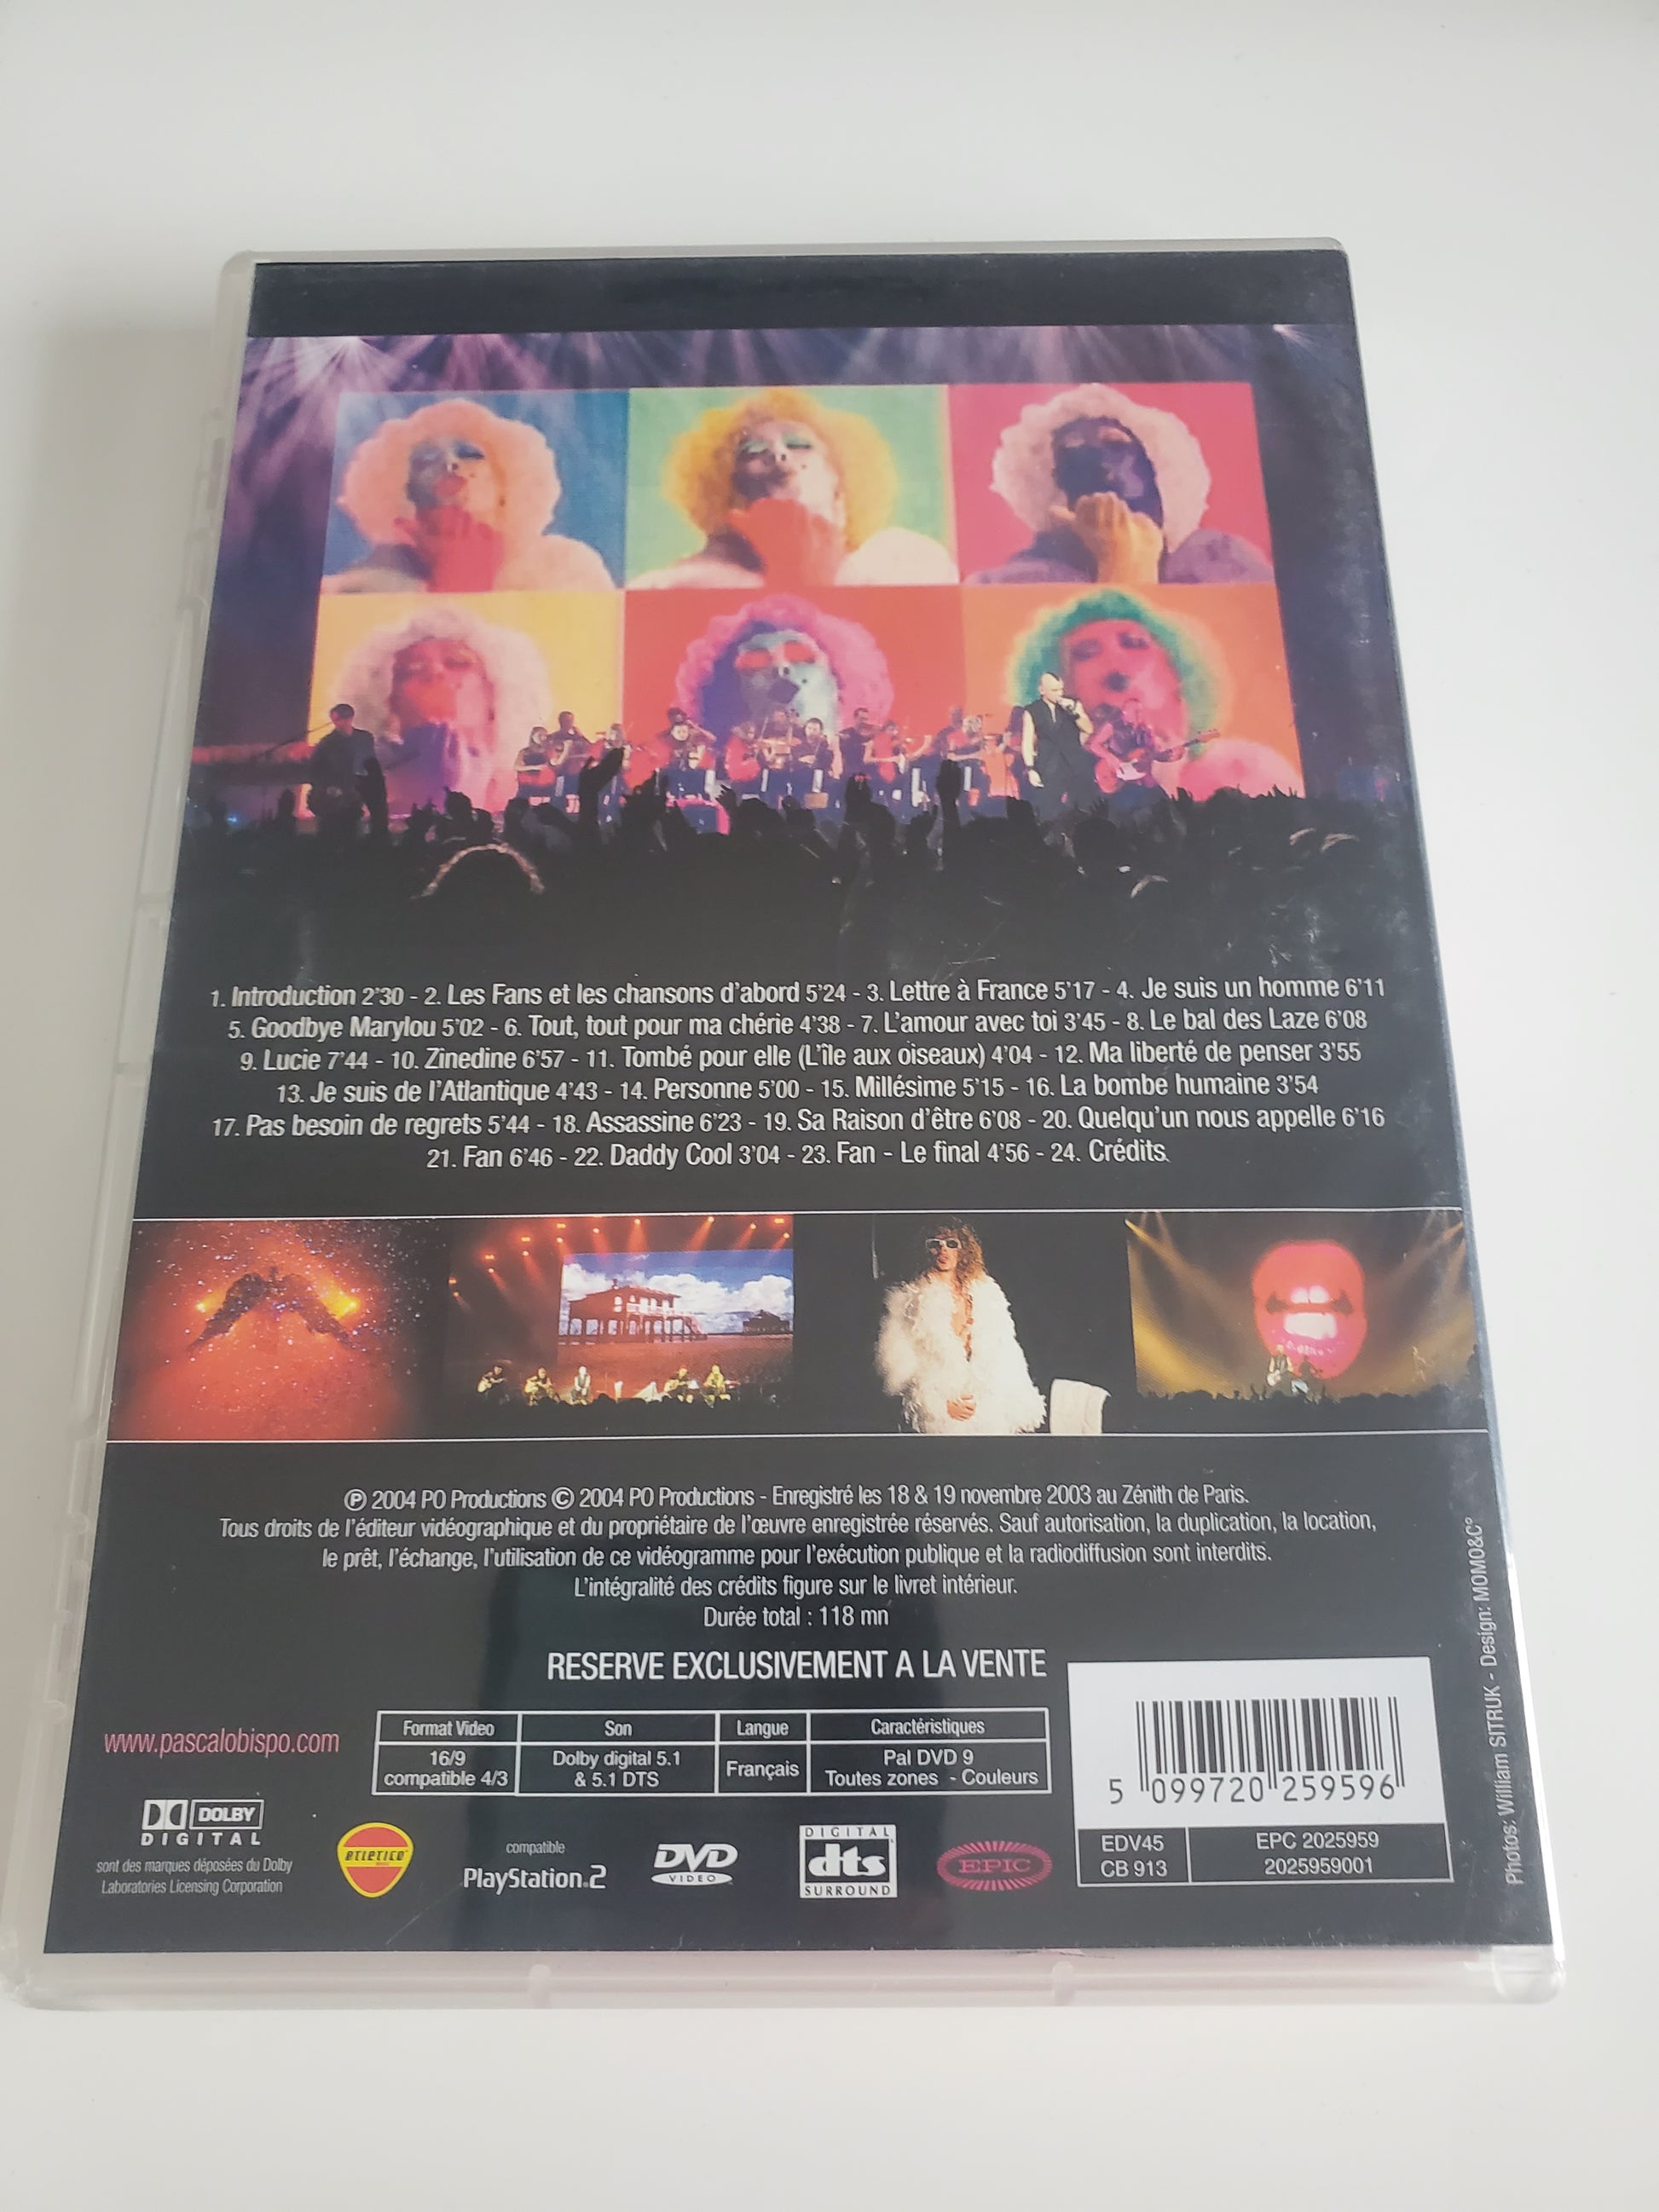 1. Introduction 2'30 - 2. Les Fans et les chansons d'abord 5'24 - 3. Lettre à France 5'17 - 4. Je suis un homme 6'11
5. Goodbye Marylou 5'02 - 6. Tout, tout pour ma chérie 4'38 - 7. L'amour avec toi 3'45 - 8. Le bal des Laze 6'08
9. Lucie 7'44 - 10. Zinedine 6'57 - 11. Tombé pour elle (L'île aux oiseaux) 4'04 - 12. Ma liberté de penser 3'55
13. Je suis de l'Atlantique 4'43 - 14. Personne 5'00 - 15. Millésime 5'15 - 16. La bombe humaine 3'54
17. Pas besoin de regrets 5'44 - 18. Assassine 6'23 - 19. Sa Raison d'être 6'08 - 20. Quelqu'un nous appelle 6'16
21. Fan 6'46 - 22. Daddy Cool 3'04 - 23. Fan - Le final 4'56 - 24. Crédits
Ⓟ 2004 PO Productions © 2004 PO Productions - Enregistré les 18 & 19 novembre 2003 au Zénith de Paris.
Tous droits de l'éditeur vidéographique et du propriétaire de l'œuvre enregistrée réservés. Sauf autorisation, la duplication, la location,
le prêt, l'échange, l'utilisation de ce vidéogramme pour l'exécution publique et la radiodiffusion sont interdits.
L'intégralité des crédits figure sur le livret intérieur.
Durée total : 118 mn
RESERVE EXCLUSIVEMENT A LA VENTE
www.pascalobispo.com
Format Video Son Langue Caractéristiques
16/9 Dolby digital 5.1 Français Pal DVD 9
compatible 4/3 & 5.1 DTS Toutes zones - Couleurs
5 099720 259596
EDV45 EPC 2025959
CB 913 2025959001
DOLBY
DIGITAL
sont des marques déposées du Dolby
Laboratories Licensing Corporation
ATLETICO
compatible
PlayStation.2
DVD
VIDEO
DIGITAL
dts
SURROUND
EPIC
Photos: William SITRUK - Design: MOMO&C°